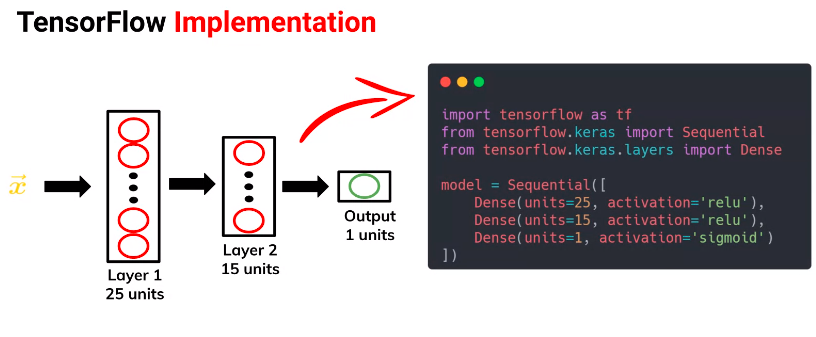 TensorFlow Implementation
x⃗
Layer 1
25 units
Layer 2
15 units
Output
1 units
import tensorflow as tf
from tensorflow.keras import Sequential
from tensorflow.keras.layers import Dense
model = Sequential([
    Dense(units=25, activation='relu'),
    Dense(units=15, activation='relu'),
    Dense(units=1, activation='sigmoid')
])